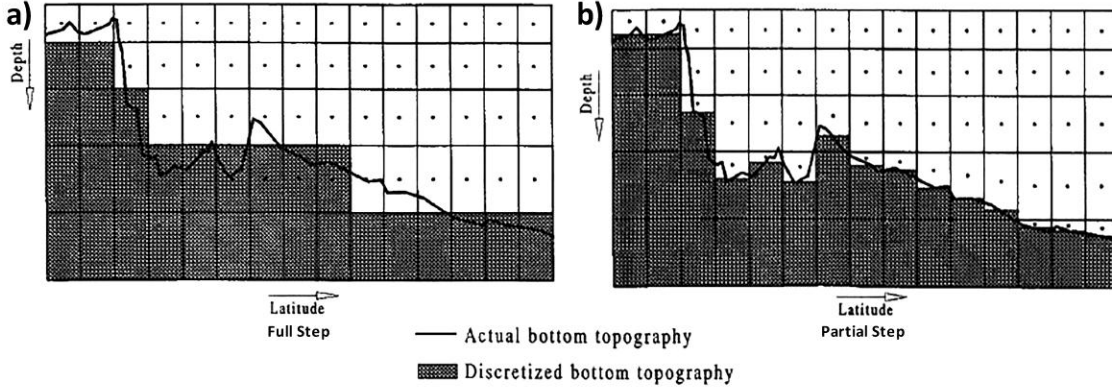 a)
Depth
Latitude
Full Step
b)
Depth
Latitude
Partial Step
Actual bottom topography
Discretized bottom topography